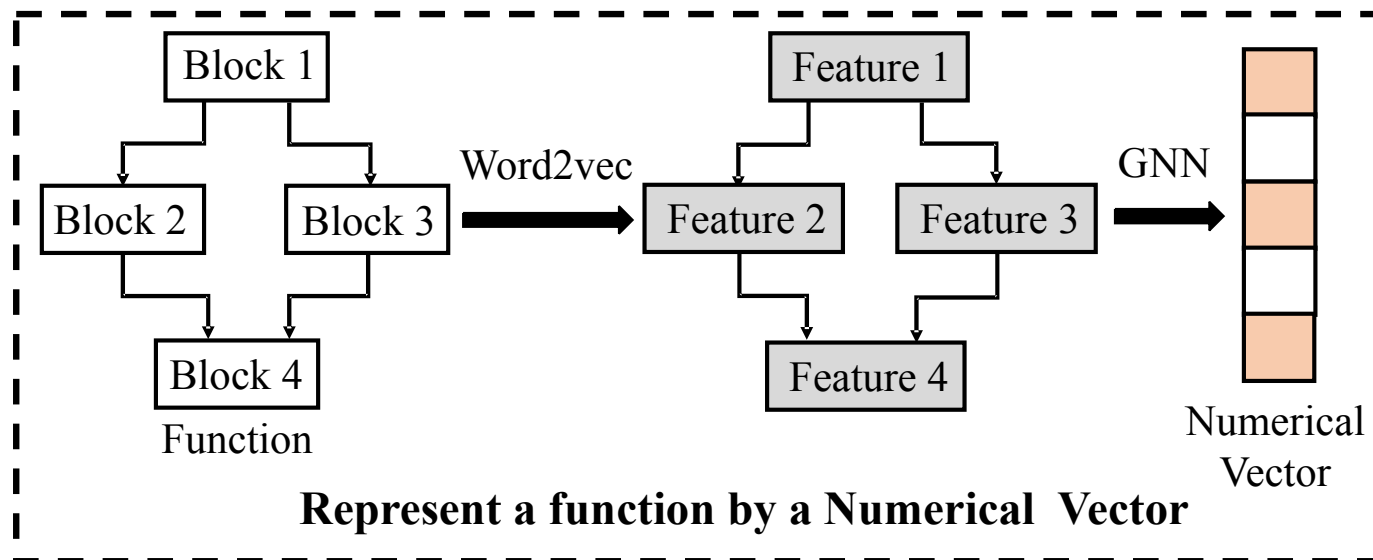 Block 1
Block 2
Block 3
Block 4
Function
Word2vec
Feature 1
Feature 2
Feature 3
Feature 4
GNN
Numerical
Vector
Represent a function by a Numerical  Vector